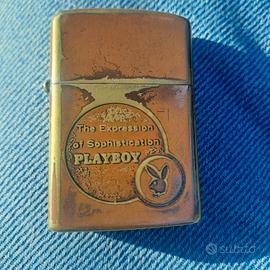 The Expression
of Sophistication
PLAYBOY
subito